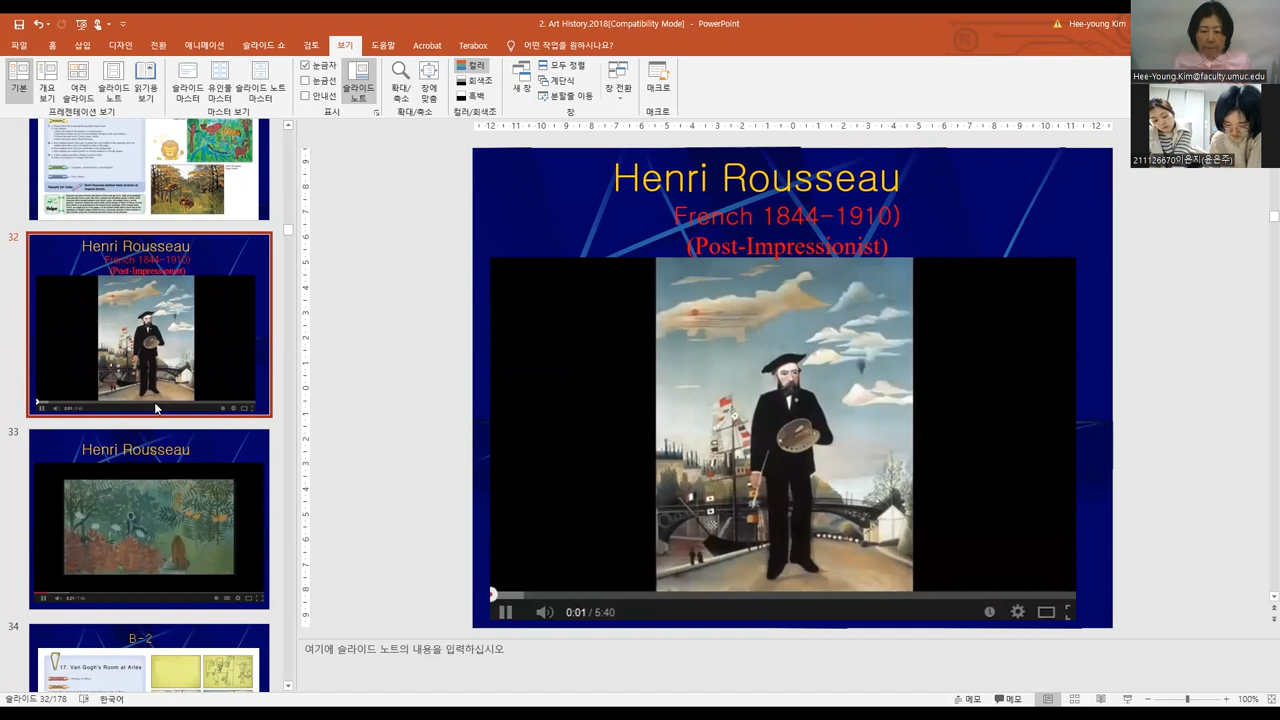 2. Art History.2018[Compatibility Mode] - PowerPoint
Hee-young Kim
파일 홈 삽입 디자인 전환 애니메이션 슬라이드 쇼 검토 보기 도움말 Acrobat Terabox 어떤 작업을 원하시나요?
기본 개요 보기 여러 슬라이드 슬라이드 노트 읽기용 보기
프레젠테이션 보기
슬라이드 마스터 유인물 마스터 슬라이드 노트 마스터
마스터 보기
눈금자
눈금선
안내선
표시
슬라이드 노트
확대/축소 창에 맞춤
확대/축소
컬러
회색조
흑백
컬러/회색조
새 창
모두 정렬
계단식
분할줄 이동
창 전환
창
매크로
매크로
Hee-Young.Kim@faculty.umuc.edu
211126670이은지(윤은주)
32
Henri Rousseau
French 1844-1910)
(Post-Impressionist)
33
Henri Rousseau
34
B-2
17. Van Gogh's Room at Arles
Henri Rousseau
French 1844-1910)
(Post-Impressionist)
0:01 / 5:40
여기에 슬라이드 노트의 내용을 입력하십시오
슬라이드 32/178 한국어
메모 메모 100%